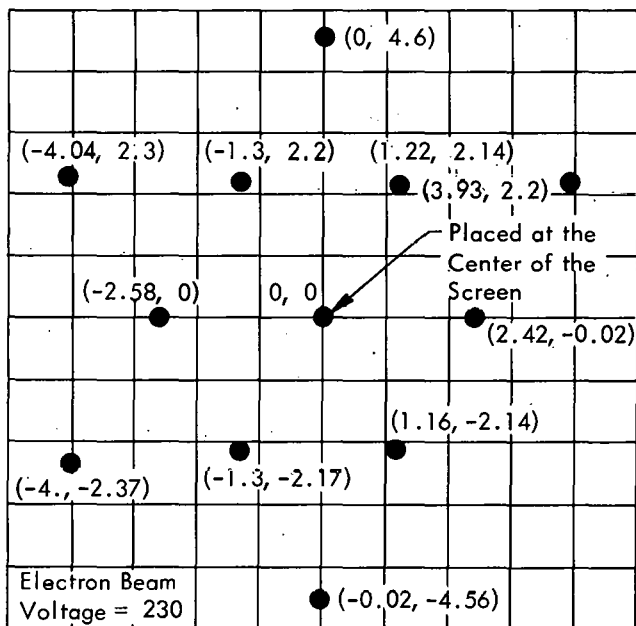 (0, 4.6)
(-4.04, 2.3)
(-1.3, 2.2)
(1.22, 2.14)
(3.93, 2.2)
Placed at the
Center of the
Screen
(-2.58, 0)
0, 0
(2.42, -0.02)
(1.16, -2.14)
(-4., -2.37)
(-1.3, -2.17)
Electron Beam
Voltage = 230
(-0.02, -4.56)